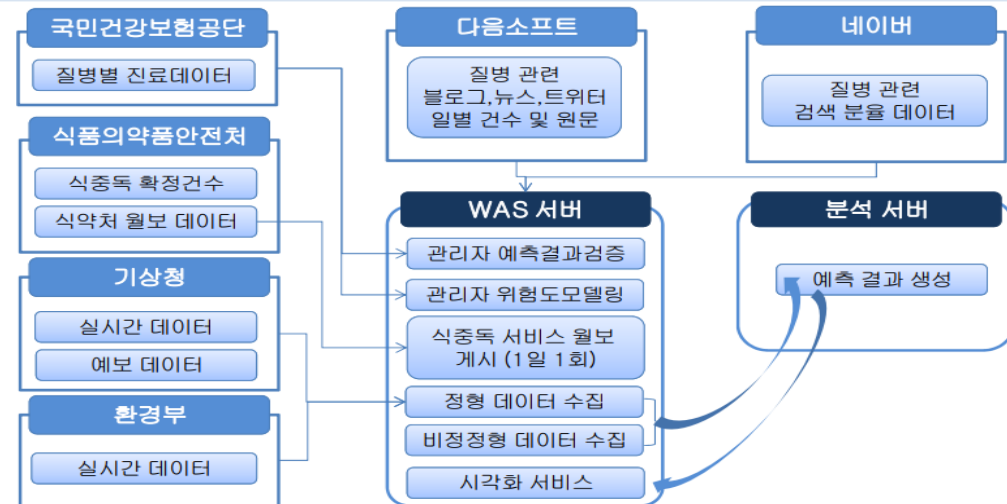 국민건강보험공단
질병별 진료데이터
식품의약품안전처
식중독 확정건수
식약처 월보 데이터
기상청
실시간 데이터
예보 데이터
환경부
실시간 데이터
다음소프트
질병 관련
블로그,뉴스,트위터
일별 건수 및 원문
네이버
질병 관련
검색 분율 데이터
WAS 서버
관리자 예측결과검증
관리자 위험도모델링
식중독 서비스 월보
게시 (1일 1회)
정형 데이터 수집
비정정형 데이터 수집
시각화 서비스
분석 서버
예측 결과 생성